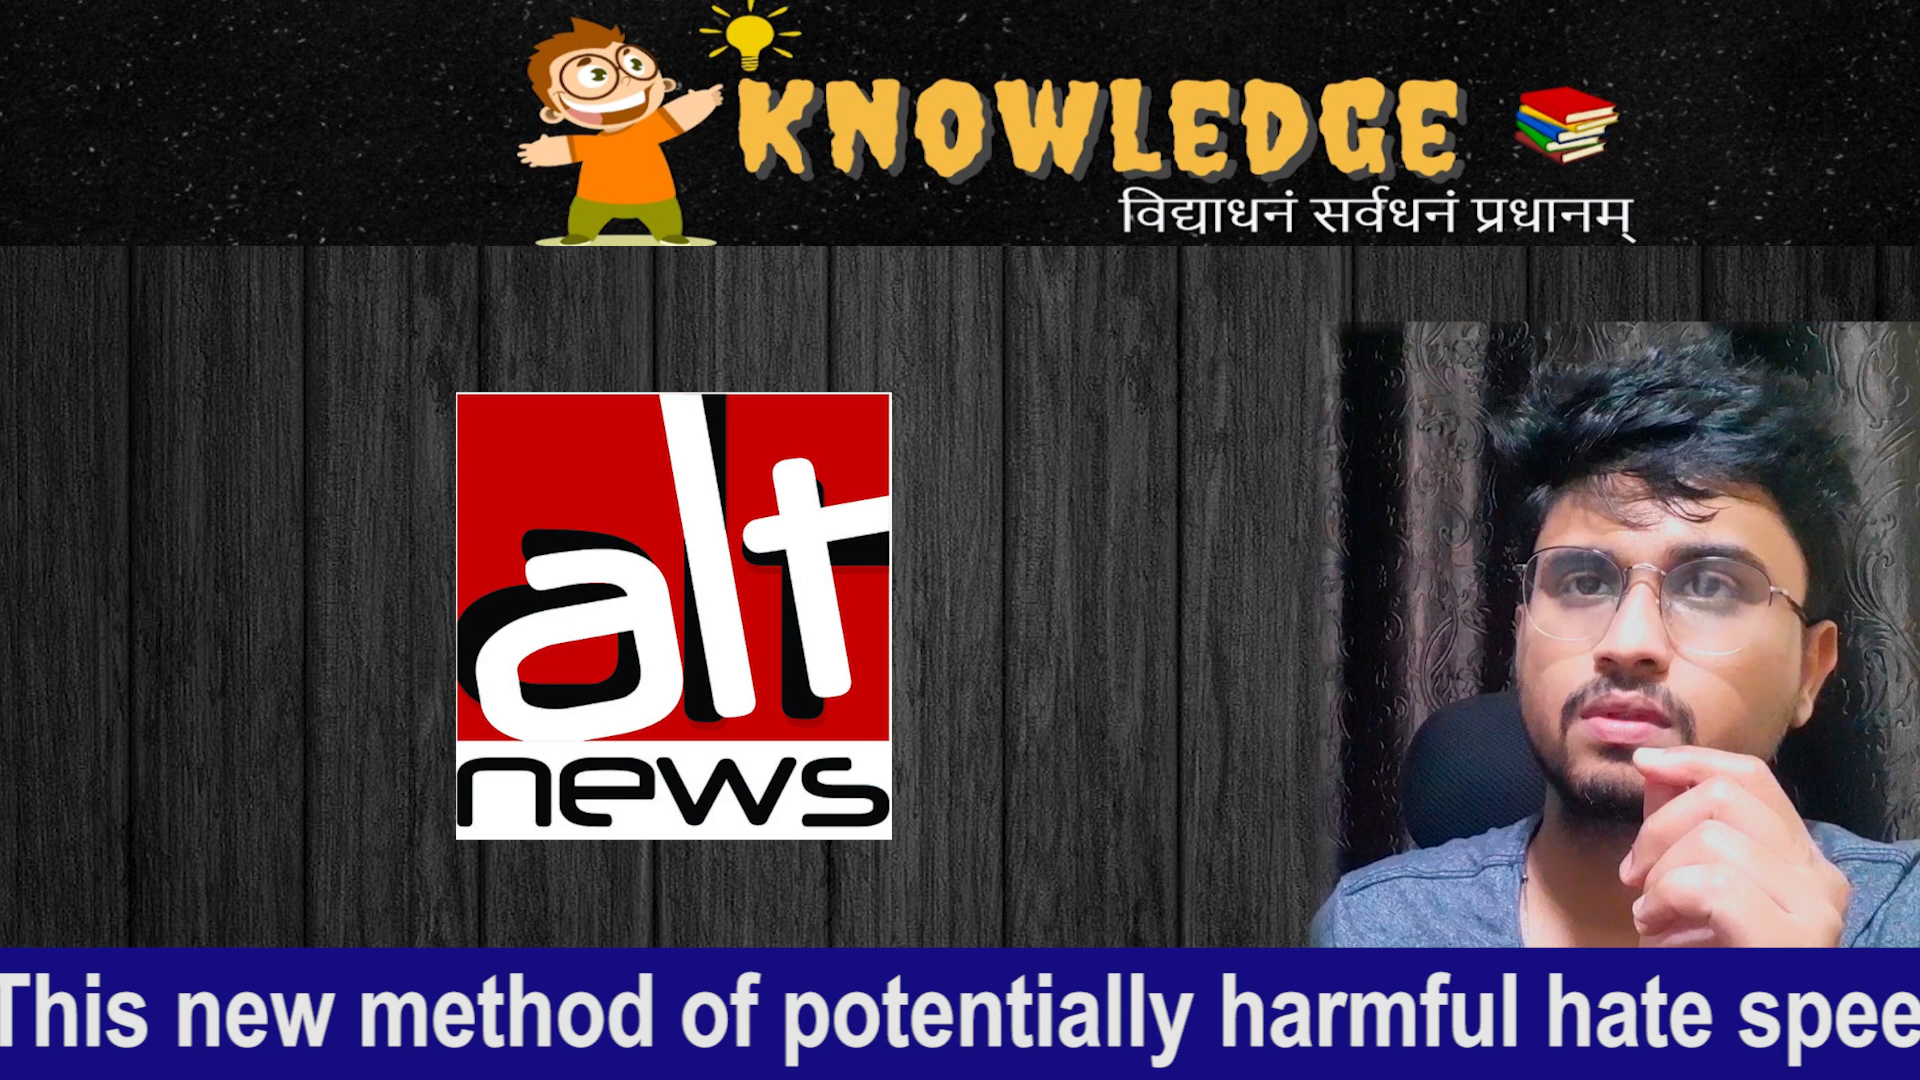 KNOWLEDGE
विद्याधनं सर्वधनं प्रधानम्
alt
news
This new method of potentially harmful hate spee